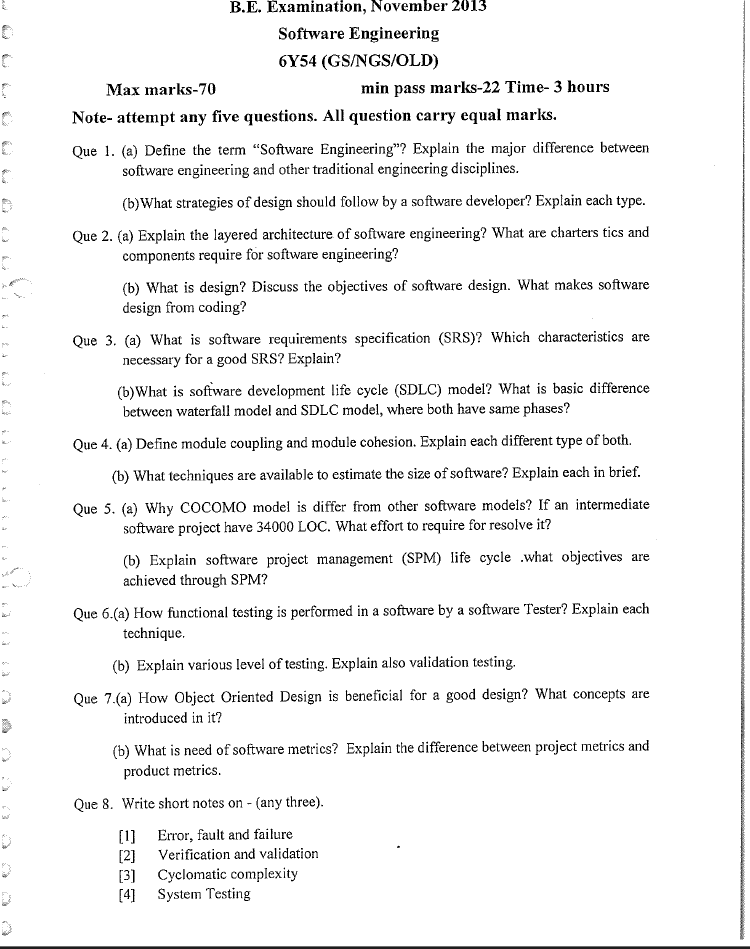 B.E. Examination, November 2013
Software Engineering
6Y54 (GS/NGS/OLD)
Max marks-70 min pass marks-22 Time- 3 hours
Note- attempt any five questions. All question carry equal marks.
Que 1. (a) Define the term “Software Engineering”? Explain the major difference between
software engineering and other traditional engineering disciplines.
(b)What strategies of design should follow by a software developer? Explain each type.
Que 2. (a) Explain the layered architecture of software engineering? What are charters tics and
components require for software engineering?
(b) What is design? Discuss the objectives of software design. What makes software
design from coding?
Que 3. (a) What is software requirements specification (SRS)? Which characteristics are
necessary for a good SRS? Explain?
(b)What is software development life cycle (SDLC) model? What is basic difference
between waterfall model and SDLC model, where both have same phases?
Que 4. (a) Define module coupling and module cohesion. Explain each different type of both.
(b) What techniques are available to estimate the size of software? Explain each in brief.
Que 5. (a) Why COCOMO model is differ from other software models? If an intermediate
software project have 34000 LOC. What effort to require for resolve it?
(b) Explain software project management (SPM) life cycle .what objectives are
achieved through SPM?
Que 6.(a) How functional testing is performed in a software by a software Tester? Explain each
technique.
(b) Explain various level of testing. Explain also validation testing.
Que 7.(a) How Object Oriented Design is beneficial for a good design? What concepts are
introduced in it?
(b) What is need of software metrics? Explain the difference between project metrics and
product metrics.
Que 8. Write short notes on - (any three).
[1] Error, fault and failure
[2] Verification and validation
[3] Cyclomatic complexity
[4] System Testing